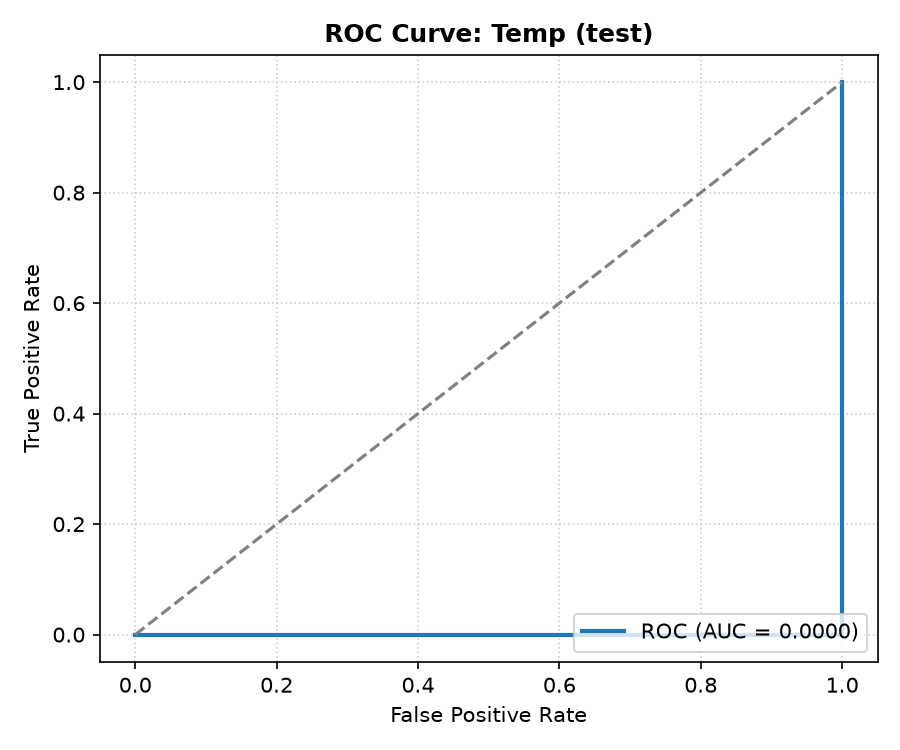 ROC Curve: Temp (test)
True Positive Rate
1.0
0.8
0.6
0.4
0.2
0.0
ROC (AUC = 0.0000)
0.0 0.2 0.4 0.6 0.8 1.0
False Positive Rate